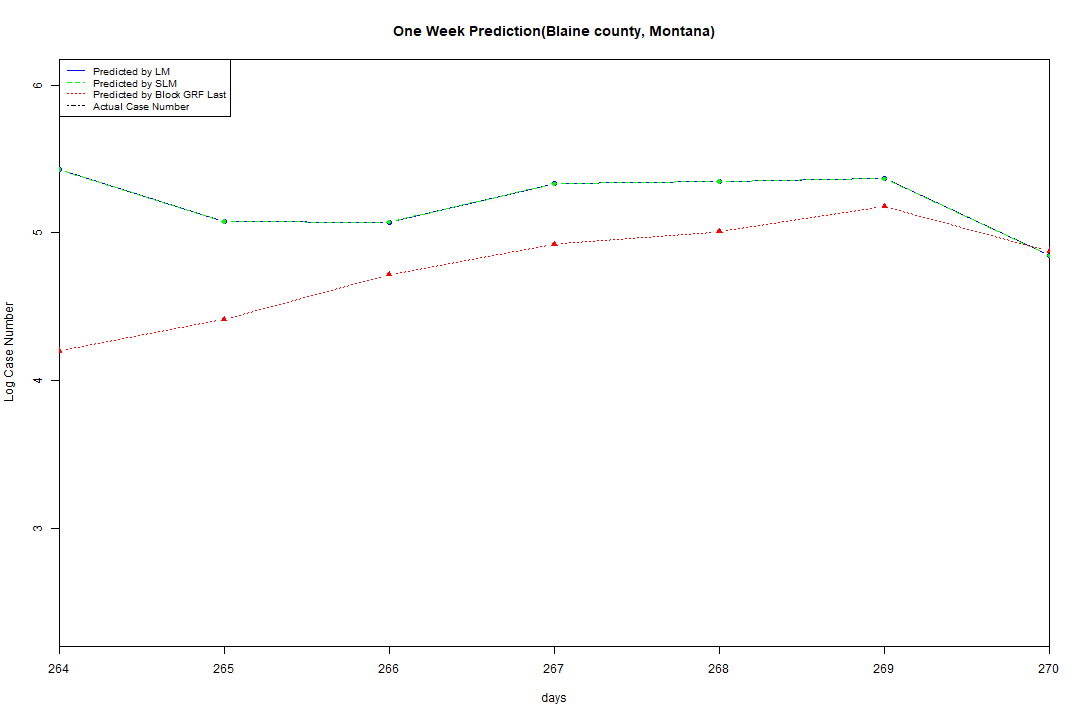 One Week Prediction(Blaine county, Montana)
Predicted by LM
Predicted by SLM
Predicted by Block GRF Last
Actual Case Number
6
5
4
3
Log Case Number
264 265 266 267 268 269 270
days